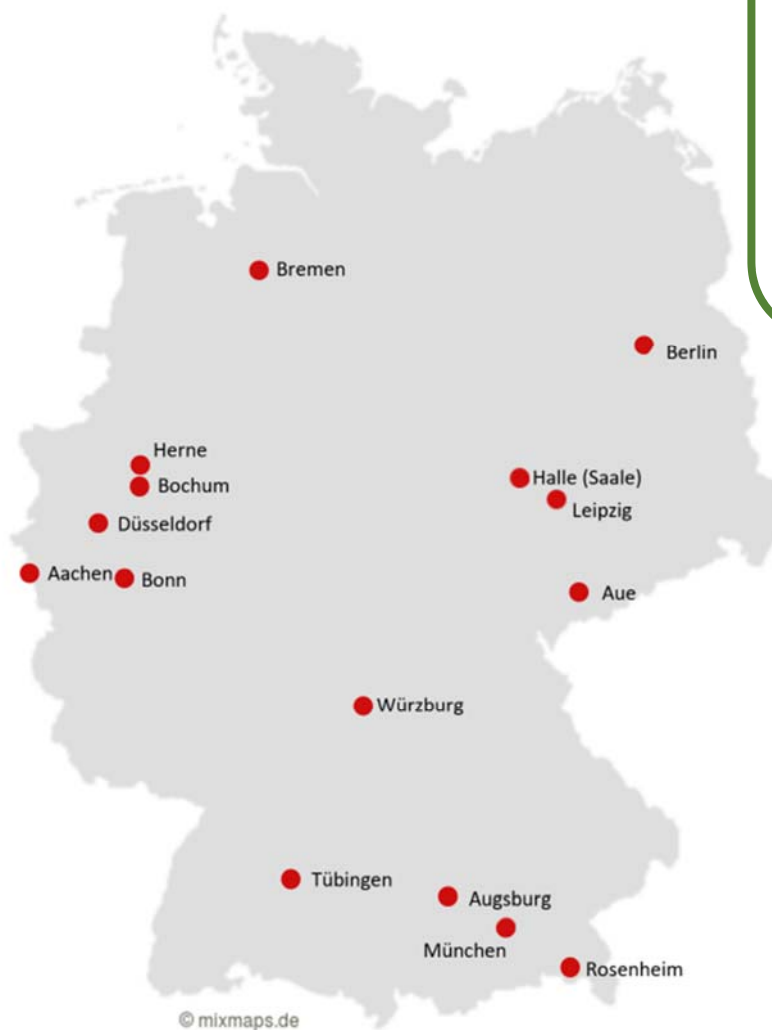 Bremen
Berlin
Herne
Halle (Saale)
Bochum
Leipzig
Düsseldorf
Aachen
Bonn
Aue
Würzburg
Tübingen
Augsburg
München
Rosenheim
© mixmaps.de